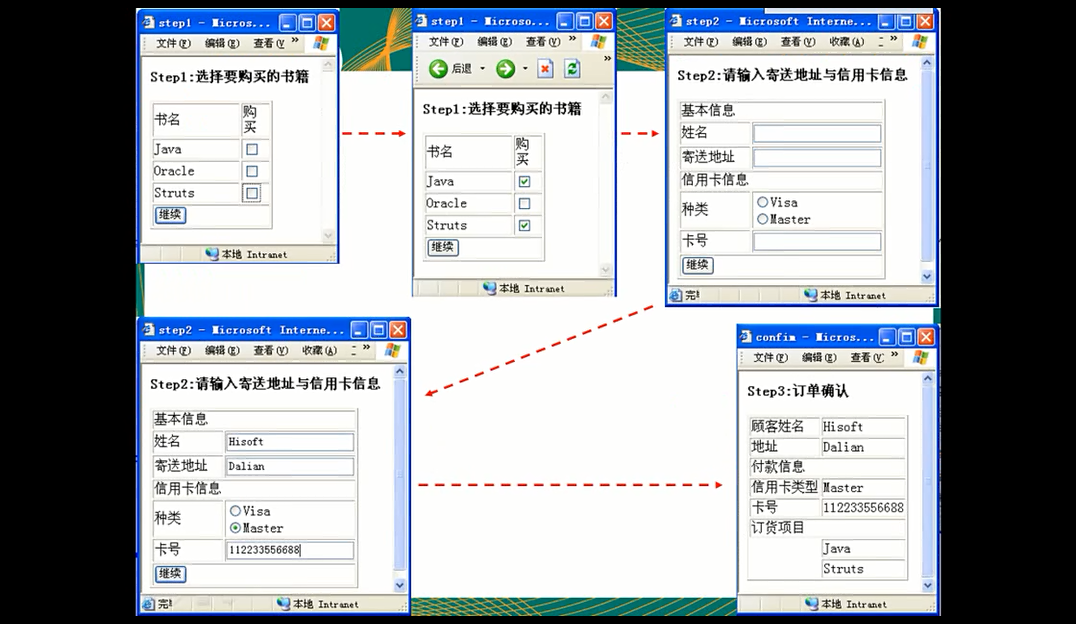 step1 - Micros...
文件(F) 编辑(E) 查看(V) »
Step1:选择要购买的书籍
书名 购买
Java
Oracle
Struts
继续
本地 Intranet
step1 - Microso...
文件(F) 编辑(E) 查看(V) »
后退 »
Step1:选择要购买的书籍
书名 购买
Java
Oracle
Struts
继续
本地 Intranet
step2 - Microsoft Interne...
文件(F) 编辑(E) 查看(V) 收藏(A) »
Step2:请输入寄送地址与信用卡信息
基本信息
姓名
寄送地址
信用卡信息
种类 Visa
Master
卡号
继续
本地 Intranet
step2 - Microsoft Interne...
文件(F) 编辑(E) 查看(V) 收藏(A) »
Step2:请输入寄送地址与信用卡信息
基本信息
姓名 Hisoft
寄送地址 Dalian
信用卡信息
种类 Visa
Master
卡号 112233556688
继续
本地 Intranet
confim - Micros...
文件(F) 编辑(E) 查看(V) »
Step3:订单确认
顾客姓名 Hisoft
地址 Dalian
付款信息
信用卡类型 Master
卡号 112233556688
订货项目
Java
Struts
本地 Intranet